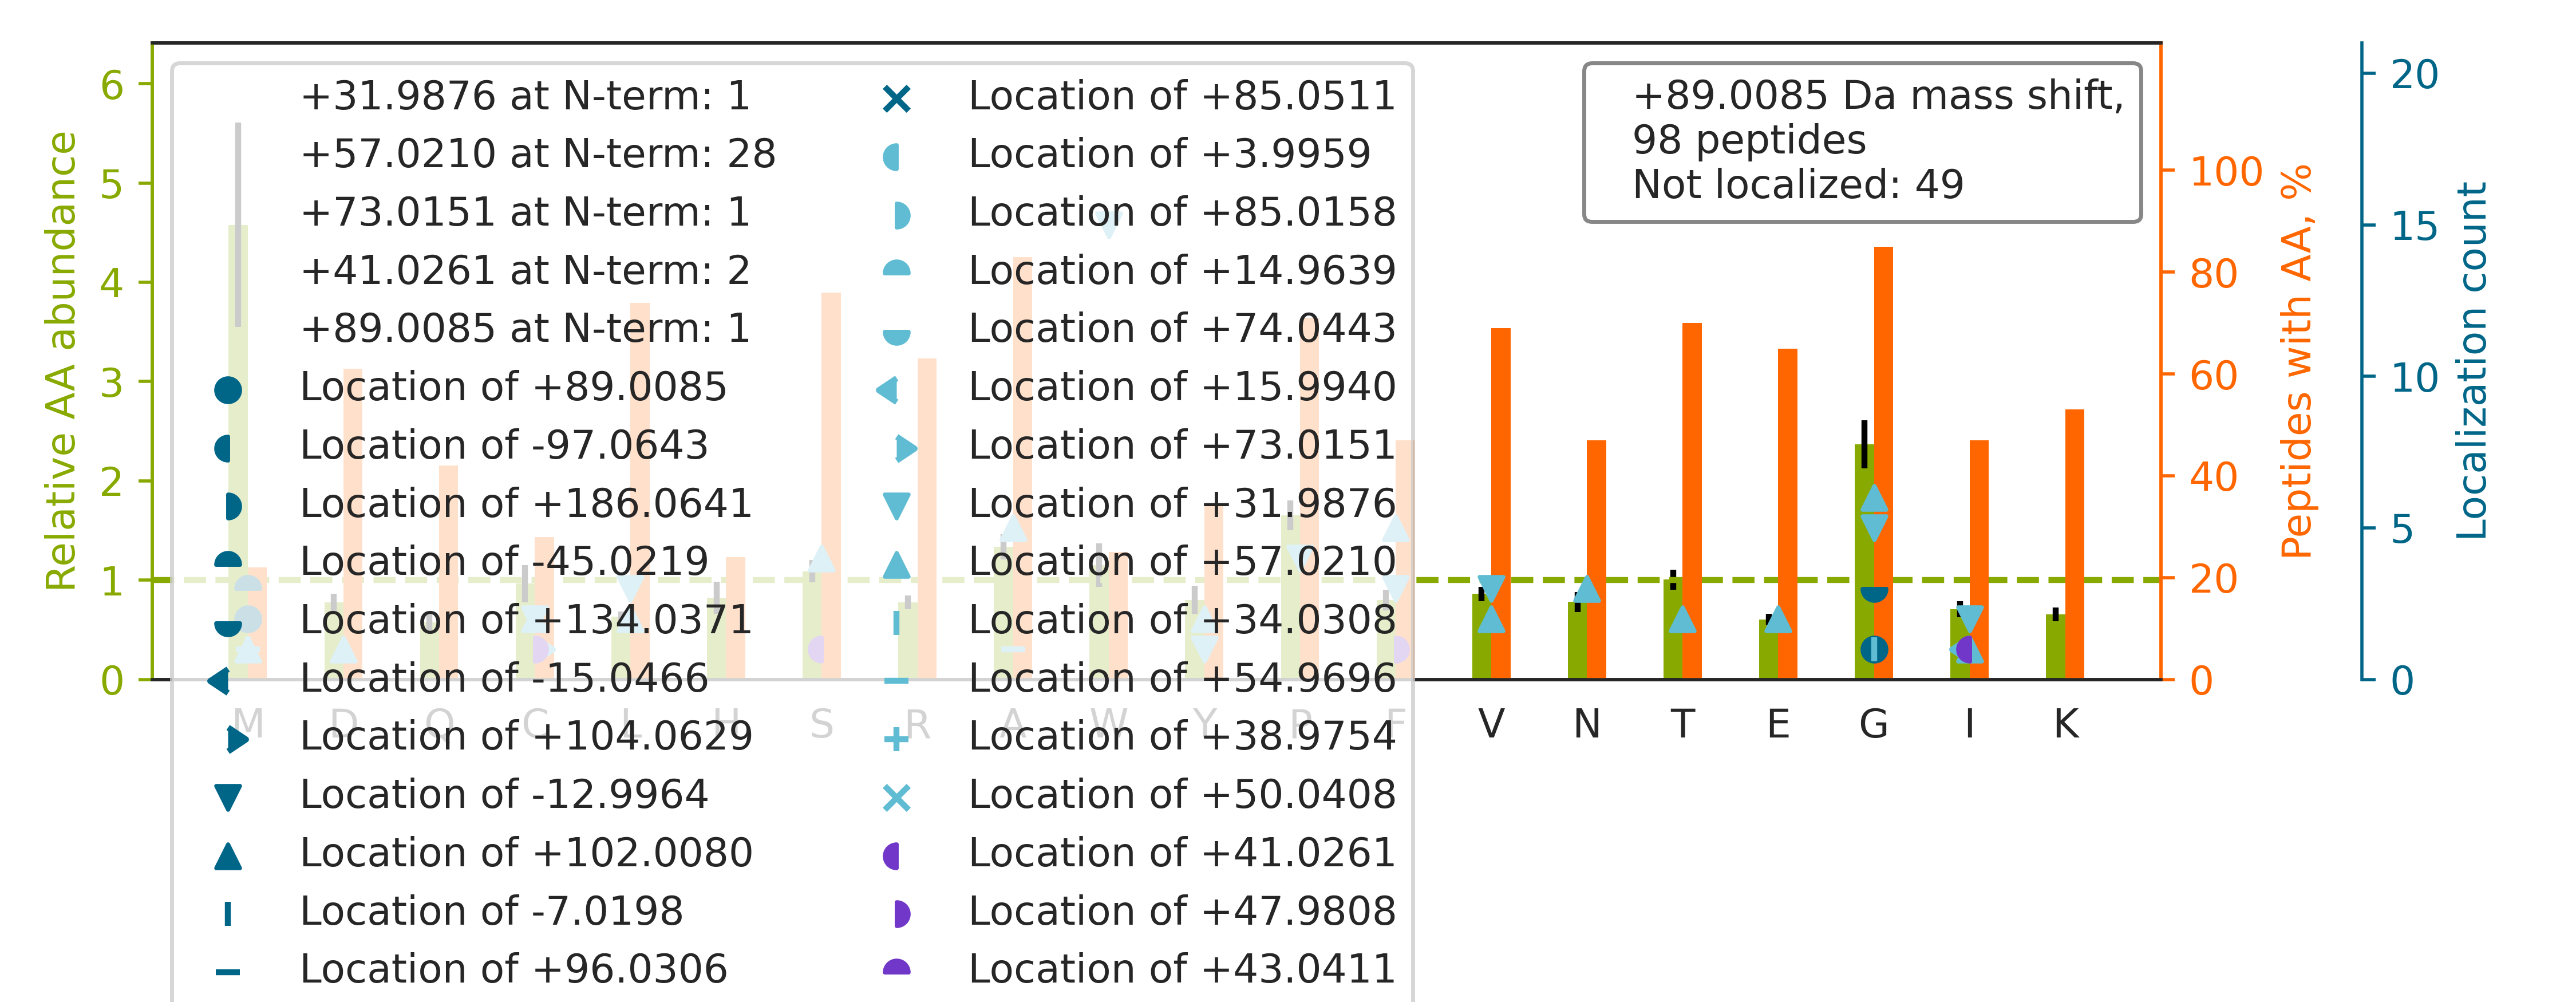 +31.9876 at N-term: 1
+57.0210 at N-term: 28
+73.0151 at N-term: 1
+41.0261 at N-term: 2
+89.0085 at N-term: 1
Location of +89.0085
Location of -97.0643
Location of +186.0641
Location of -45.0219
Location of +134.0371
Location of -15.0466
Location of +104.0629
Location of -12.9964
Location of +102.0080
Location of -7.0198
Location of +96.0306
Location of +85.0511
Location of +3.9959
Location of +85.0158
Location of +14.9639
Location of +74.0443
Location of +15.9940
Location of +73.0151
Location of +31.9876
Location of +57.0210
Location of +34.0308
Location of +54.9696
Location of +38.9754
Location of +50.0408
Location of +41.0261
Location of +47.9808
Location of +43.0411
+89.0085 Da mass shift,
98 peptides
Not localized: 49
Relative AA abundance
6
5
4
3
2
1
0
M D Q C L H S R A W Y P F V N T E G I K
100
80
60
40
20
0
Peptides with AA, %
20
15
10
5
0
Localization count